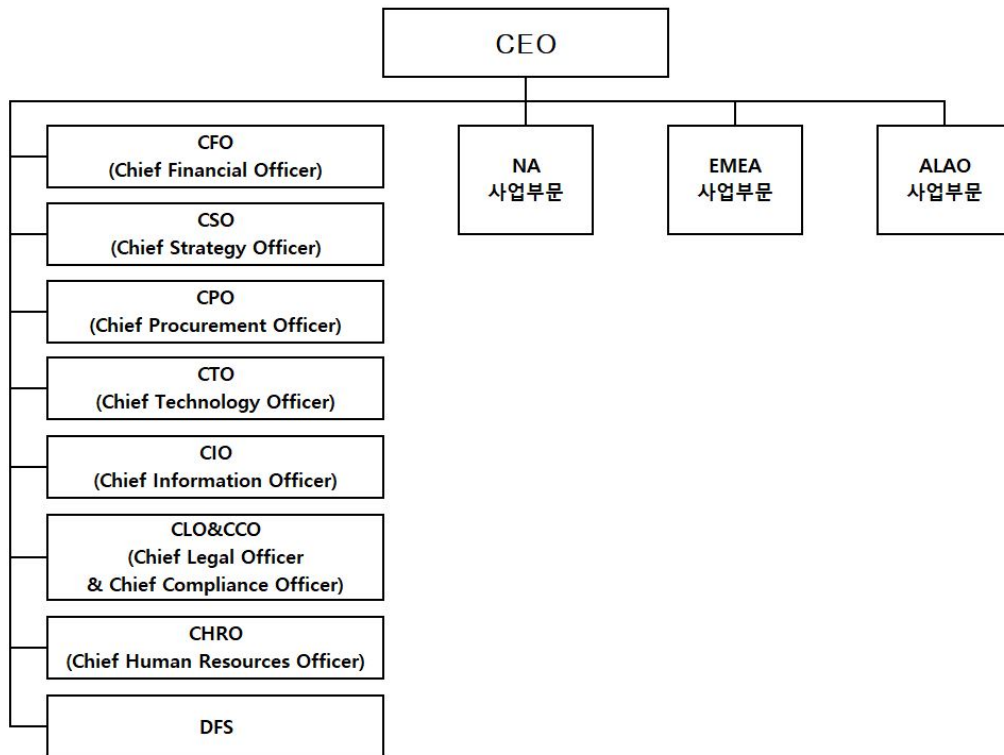 CEO
CFO
(Chief Financial Officer)
CSO
(Chief Strategy Officer)
CPO
(Chief Procurement Officer)
CTO
(Chief Technology Officer)
CIO
(Chief Information Officer)
CLO&CCO
(Chief Legal Officer
& Chief Compliance Officer)
CHRO
(Chief Human Resources Officer)
DFS
NA
사업부문
EMEA
사업부문
ALAO
사업부문